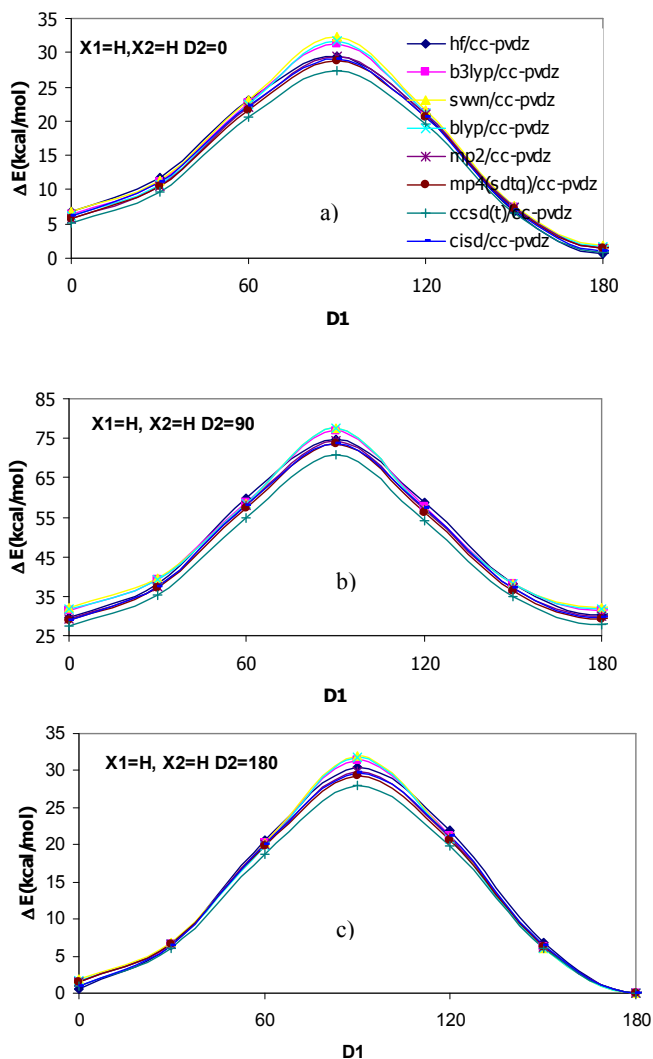 X1=H,X2=H D2=0
ΔE(kcal/mol)
35
30
25
20
15
10
5
0
hf/cc-pvdz
b3lyp/cc-pvdz
svwn/cc-pvdz
blyp/cc-pvdz
mp2/cc-pvdz
mp4(sdtq)/cc-pvdz
ccsd(t)/cc-pvdz
cisd/cc-pvdz
a)
0 60 120 180
D1
X1=H, X2=H D2=90
ΔE(kcal/mol)
85
75
65
55
45
35
25
b)
0 60 120 180
D1
X1=H, X2=H D2=180
ΔE(kcal/mol)
35
30
25
20
15
10
5
0
c)
0 60 120 180
D1